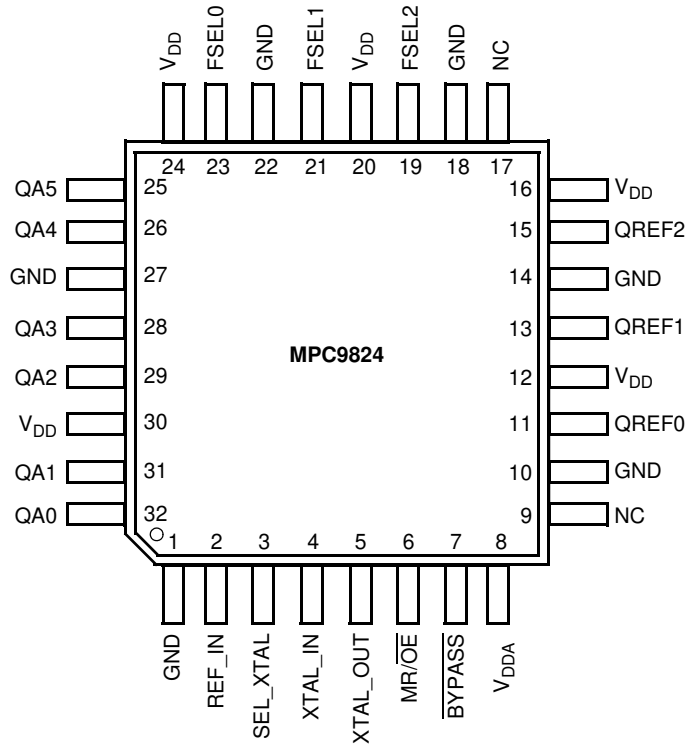 VDD
FSEL0
GND
FSEL1
VDD
FSEL2
GND
NC
24 23 22 21 20 19 18 17
QA5 25 16 VDD
QA4 26 15 QREF2
GND 27 14 GND
QA3 28 13 QREF1
MPC9824
QA2 29 12 VDD
VDD 30 11 QREF0
QA1 31 10 GND
QA0 32 9 NC
1 2 3 4 5 6 7 8
GND
REF_IN
SEL_XTAL
XTAL_IN
XTAL_OUT
MR/OE
BYPASS
VDDA